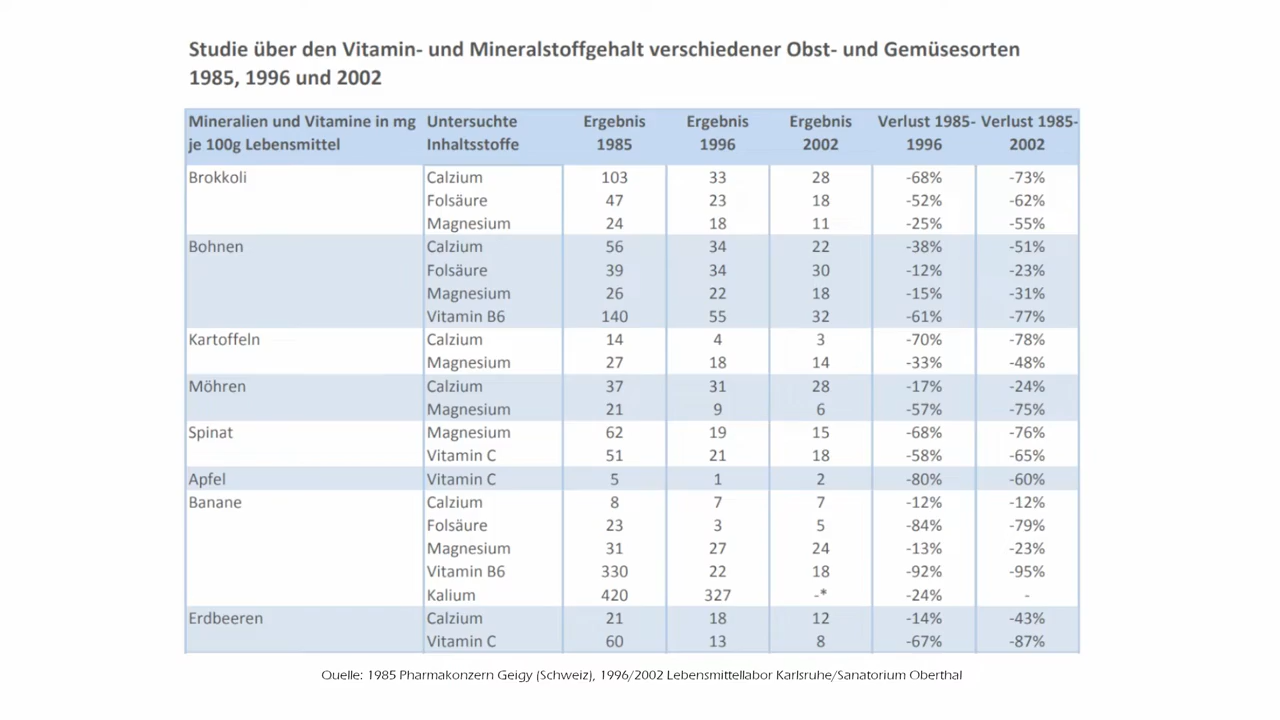 Studie über den Vitamin- und Mineralstoffgehalt verschiedener Obst- und Gemüsesorten
1985, 1996 und 2002
Mineralien und Vitamine in mg je 100g Lebensmittel Untersuchte Inhaltsstoffe Ergebnis 1985 Ergebnis 1996 Ergebnis 2002 Verlust 1985-1996 Verlust 1985-2002
Brokkoli Calzium 103 33 28 -68% -73%
Folsäure 47 23 18 -52% -62%
Magnesium 24 18 11 -25% -55%
Bohnen Calzium 56 34 22 -38% -51%
Folsäure 39 34 30 -12% -23%
Magnesium 26 22 18 -15% -31%
Vitamin B6 140 55 32 -61% -77%
Kartoffeln Calzium 14 4 3 -70% -78%
Magnesium 27 18 14 -33% -48%
Möhren Calzium 37 31 28 -17% -24%
Magnesium 21 9 6 -57% -75%
Spinat Magnesium 62 19 15 -68% -76%
Vitamin C 51 21 18 -58% -65%
Apfel Vitamin C 5 1 2 -80% -60%
Banane Calzium 8 7 7 -12% -12%
Folsäure 23 3 5 -84% -79%
Magnesium 31 27 24 -13% -23%
Vitamin B6 330 22 18 -92% -95%
Kalium 420 327 -* -24% -
Erdbeeren Calzium 21 18 12 -14% -43%
Vitamin C 60 13 8 -67% -87%
Quelle: 1985 Pharmakonzern Geigy (Schweiz), 1996/2002 Lebensmittellabor Karlsruhe/Sanatorium Oberthal